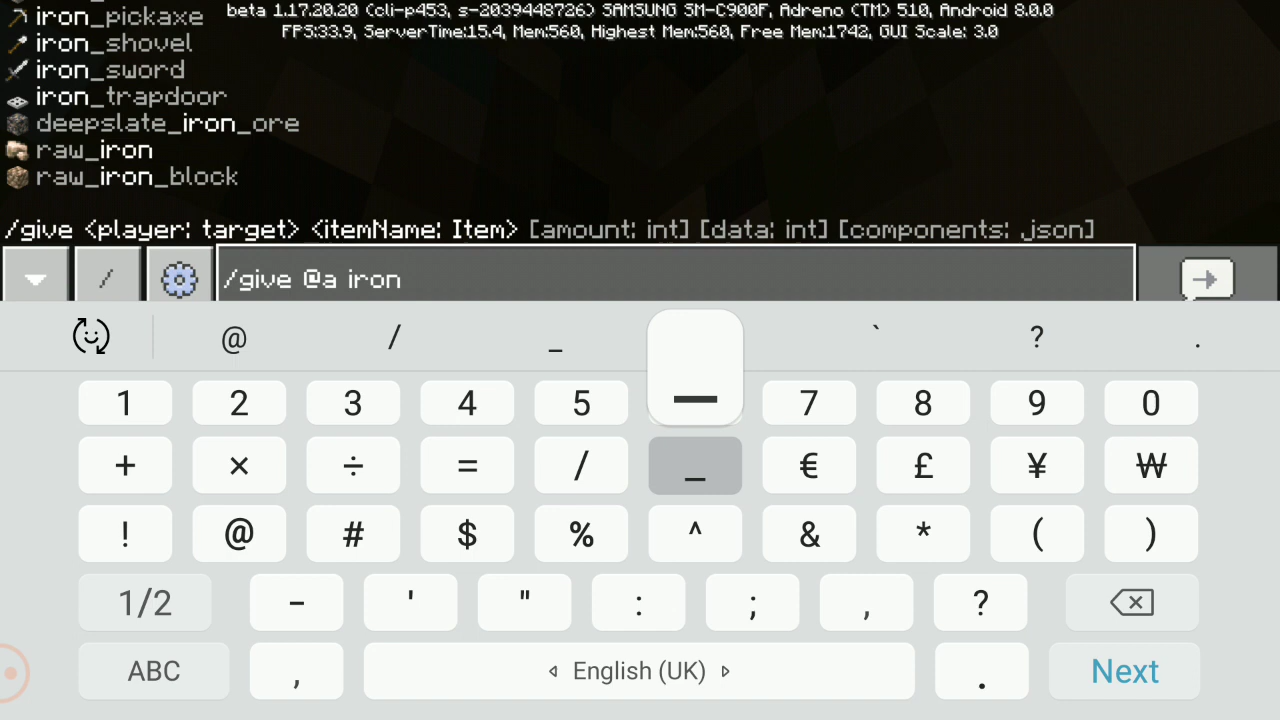 beta 1.17.20.20 (cli-p453, s-2039448726) SAMSUNG SM-C900F, Adreno (TM) 510, Android 8.0.0
FPS:33.9, ServerTime:15.4, Mem:560, Highest Mem:560, Free Mem:1742, GUI Scale: 3.0
iron_pickaxe
iron_shovel
iron_sword
iron_trapdoor
deepslate_iron_ore
raw_iron
raw_iron_block
/give <player: target> <itemName: Item> [amount: int] [data: int] [components: json]
/ /give @a iron
@ / _ ` ? .
1 2 3 4 5 _ 7 8 9 0
+ × ÷ = / _ € £ ¥ ₩
! @ # $ % ^ & * ( )
1/2 - ' " : ; , ?
ABC , English (UK) . Next